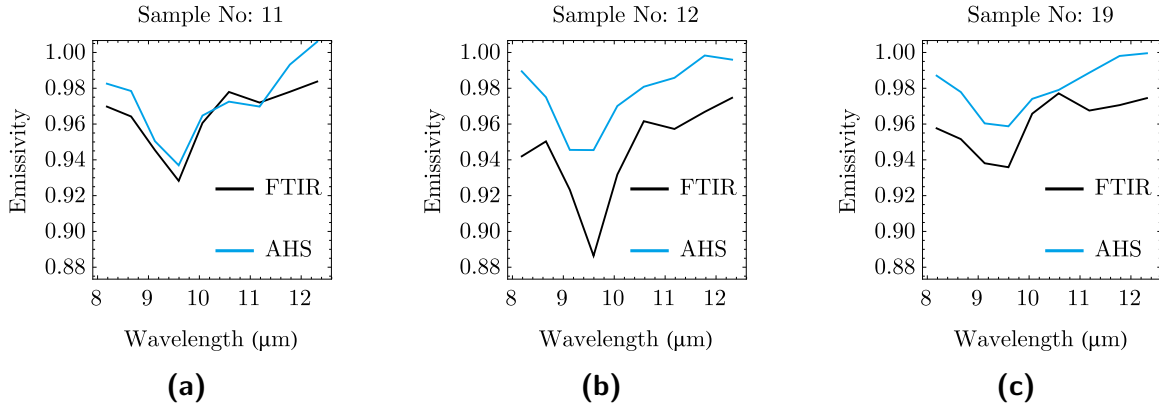 Sample No: 11
1.00
0.98
0.96
0.94
0.92
0.90
0.88
Emissivity
FTIR
AHS
8 9 10 11 12
Wavelength (μm)
(a)
Sample No: 12
1.00
0.98
0.96
0.94
0.92
0.90
0.88
Emissivity
FTIR
AHS
8 9 10 11 12
Wavelength (μm)
(b)
Sample No: 19
1.00
0.98
0.96
0.94
0.92
0.90
0.88
Emissivity
FTIR
AHS
8 9 10 11 12
Wavelength (μm)
(c)